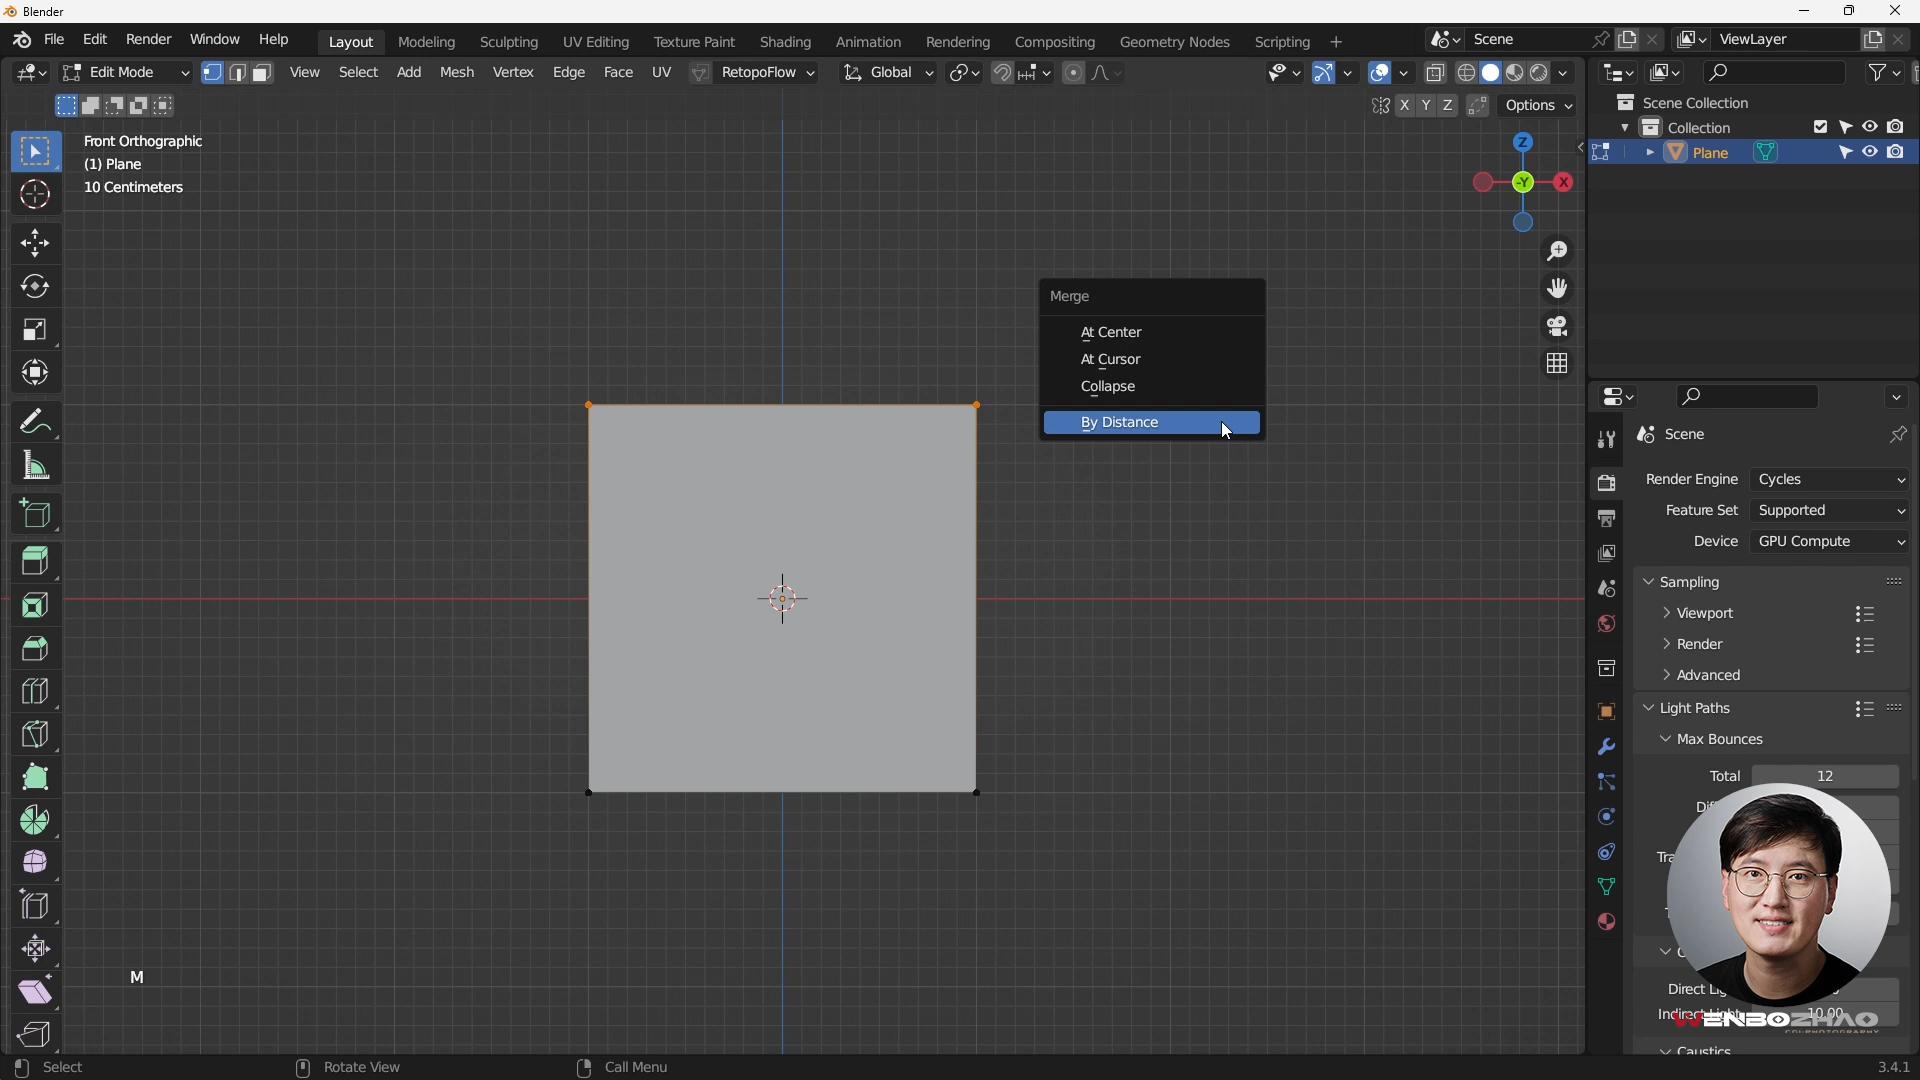 Blender
File Edit Render Window Help Layout Modeling Sculpting UV Editing Texture Paint Shading Animation Rendering Compositing Geometry Nodes Scripting + Scene ViewLayer
Edit Mode View Select Add Mesh Vertex Edge Face UV RetopoFlow Global
X Y Z Options
Front Orthographic
(1) Plane
10 Centimeters
Z
-Y X
Merge
At Center
At Cursor
Collapse
By Distance
M
Scene Collection
Collection
Plane
Scene
Render Engine Cycles
Feature Set Supported
Device GPU Compute
Sampling
Viewport
Render
Advanced
Light Paths
Max Bounces
Total 12
Direct
10.00
WENBOZHAO
Caustics
Select Rotate View Call Menu 3.4.1